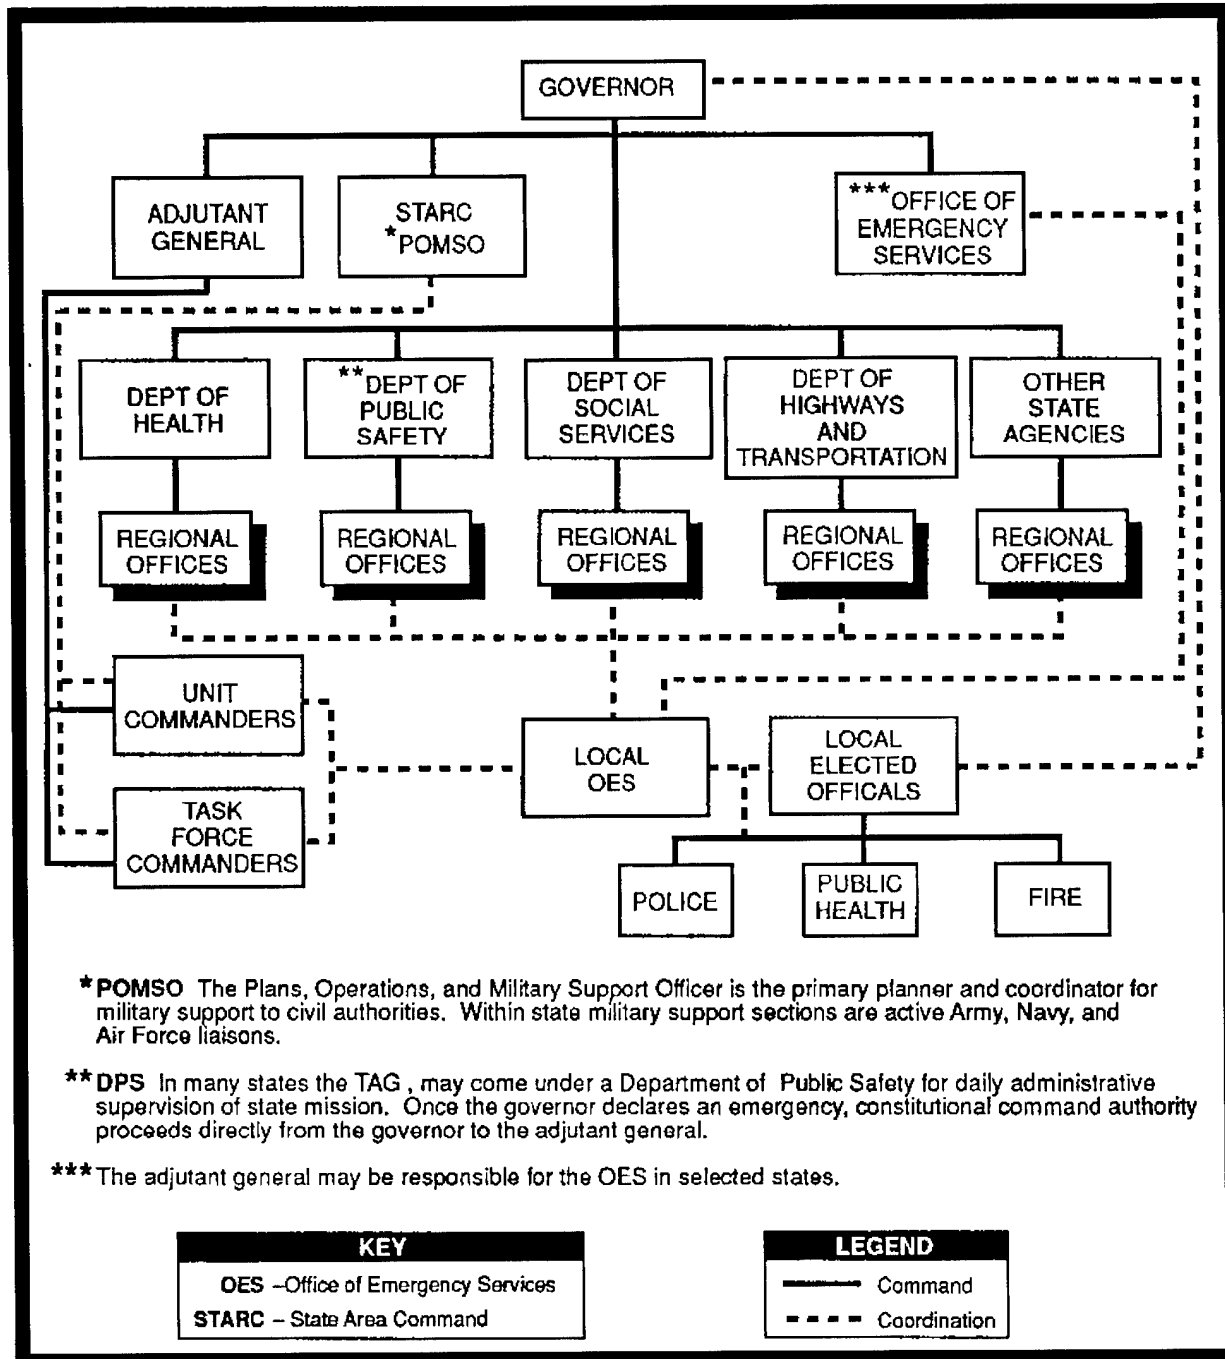 GOVERNOR
ADJUTANT
GENERAL
STARC
*POMSO
***OFFICE OF
EMERGENCY
SERVICES
DEPT OF
HEALTH
**DEPT OF
PUBLIC
SAFETY
DEPT OF
SOCIAL
SERVICES
DEPT OF
HIGHWAYS
AND
TRANSPORTATION
OTHER
STATE
AGENCIES
REGIONAL
OFFICES
REGIONAL
OFFICES
REGIONAL
OFFICES
REGIONAL
OFFICES
REGIONAL
OFFICES
UNIT
COMMANDERS
LOCAL
OES
LOCAL
ELECTED
OFFICALS
TASK
FORCE
COMMANDERS
POLICE
PUBLIC
HEALTH
FIRE
*POMSO The Plans, Operations, and Military Support Officer is the primary planner and coordinator for
military support to civil authorities. Within state military support sections are active Army, Navy, and
Air Force liaisons.
**DPS In many states the TAG , may come under a Department of Public Safety for daily administrative
supervision of state mission. Once the governor declares an emergency, constitutional command authority
proceeds directly from the governor to the adjutant general.
***The adjutant general may be responsible for the OES in selected states.
KEY
OES –Office of Emergency Services
STARC – State Area Command
LEGEND
Command
Coordination